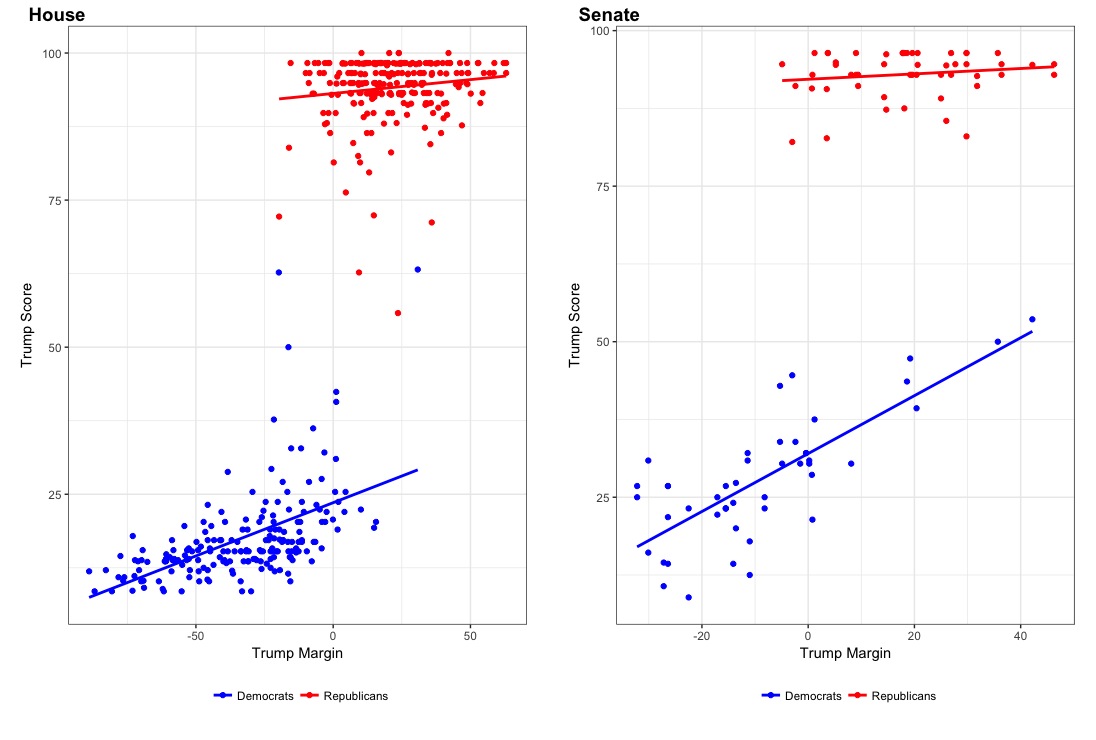 House
100
75
50
25
Trump Score
-50 0 50
Trump Margin
Democrats Republicans
Senate
100
75
50
25
Trump Score
-20 0 20 40
Trump Margin
Democrats Republicans